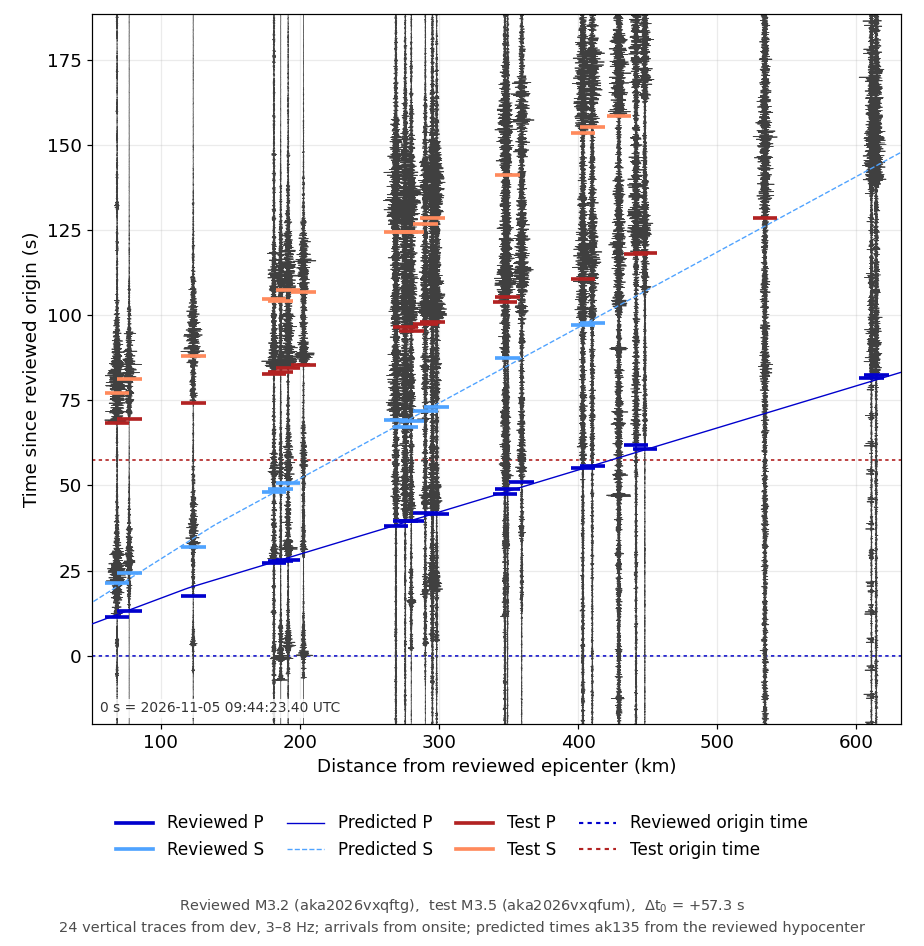 175
150
125
100
75
50
25
0
Time since reviewed origin (s)
0 s = 2026-11-05 09:44:23.40 UTC
100 200 300 400 500 600
Distance from reviewed epicenter (km)
Reviewed P Predicted P Test P Reviewed origin time
Reviewed S Predicted S Test S Test origin time
Reviewed M3.2 (aka2026vxqftg), test M3.5 (aka2026vxqfum), Δt₀ = +57.3 s
24 vertical traces from dev, 3–8 Hz; arrivals from onsite; predicted times ak135 from the reviewed hypocenter